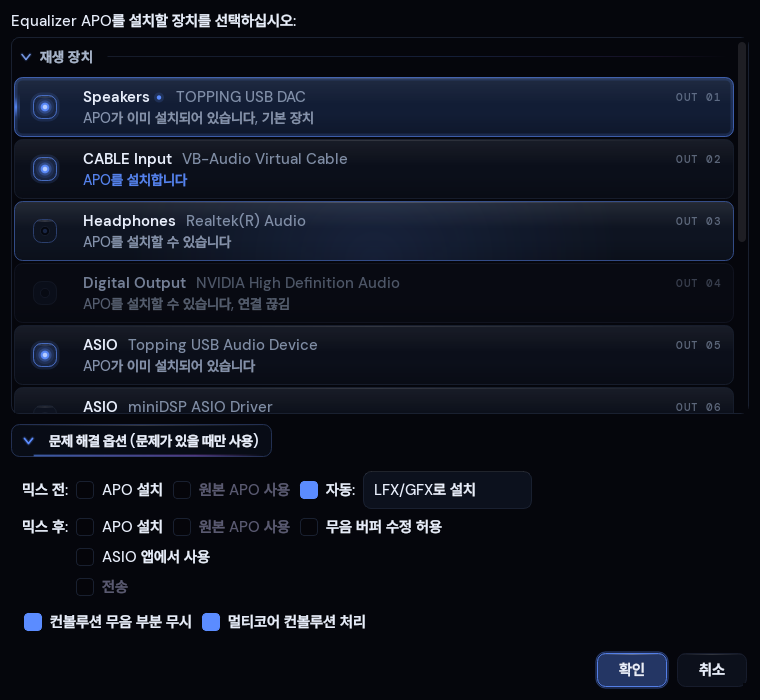 Equalizer APO를 설치할 장치를 선택하십시오:
재생 장치
Speakers • TOPPING USB DAC OUT 01
APO가 이미 설치되어 있습니다, 기본 장치
CABLE Input VB-Audio Virtual Cable OUT 02
APO를 설치합니다
Headphones Realtek(R) Audio OUT 03
APO를 설치할 수 있습니다
Digital Output NVIDIA High Definition Audio OUT 04
APO를 설치할 수 있습니다, 연결 끊김
ASIO Topping USB Audio Device OUT 05
APO가 이미 설치되어 있습니다
ASIO miniDSP ASIO Driver OUT 06
문제 해결 옵션 (문제가 있을 때만 사용)
믹스 전: APO 설치 원본 APO 사용 자동: LFX/GFX로 설치
믹스 후: APO 설치 원본 APO 사용 무음 버퍼 수정 허용
ASIO 앱에서 사용
전송
컨볼루션 무음 부분 무시 멀티코어 컨볼루션 처리
확인 취소